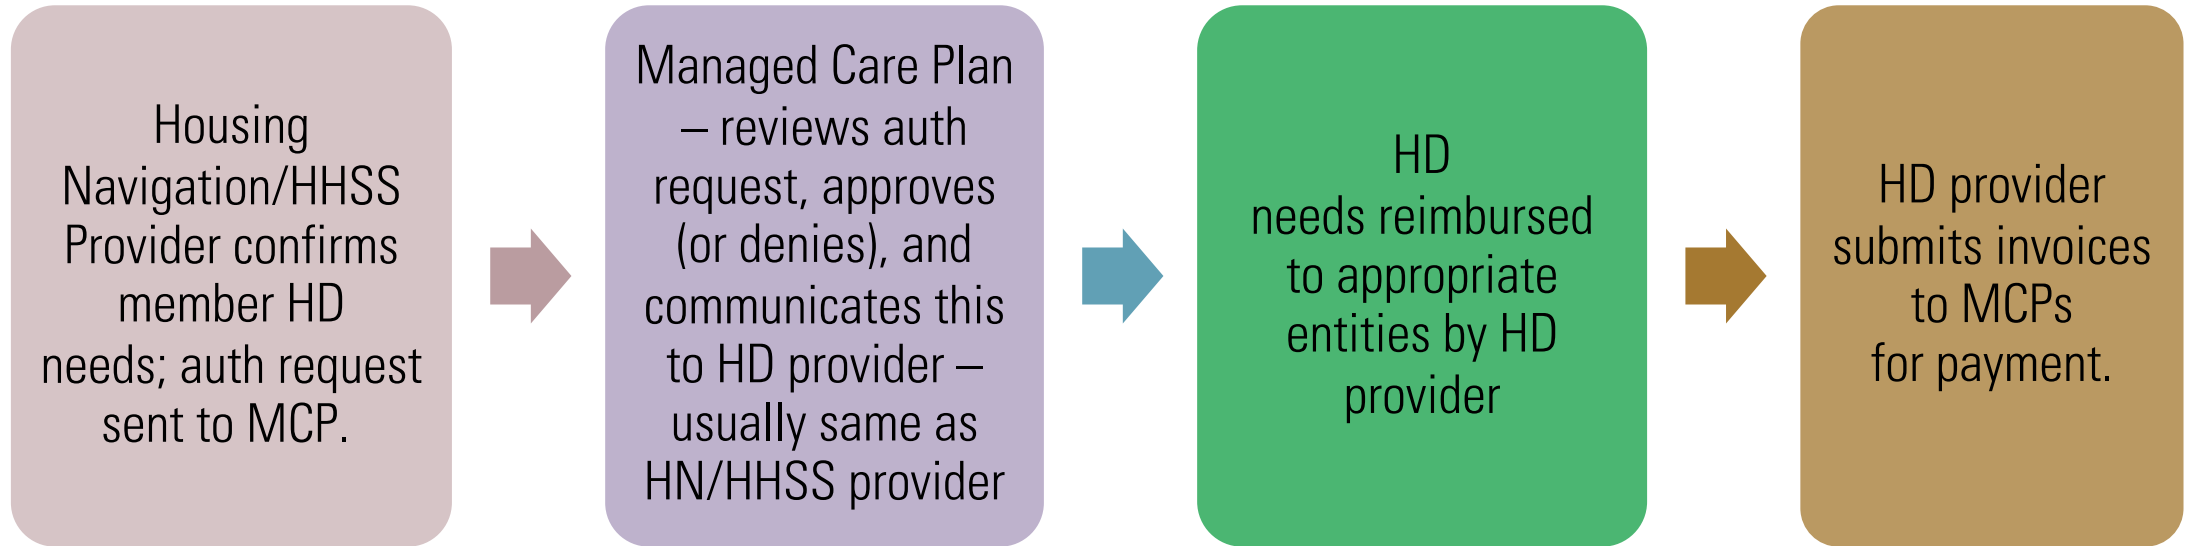 Housing
Navigation/HHSS
Provider confirms
member HD
needs; auth request
sent to MCP.
Managed Care Plan
– reviews auth
request, approves
(or denies), and
communicates this
to HD provider –
usually same as
HN/HHSS provider
HD
needs reimbursed
to appropriate
entities by HD
provider
HD provider
submits invoices
to MCPs
for payment.